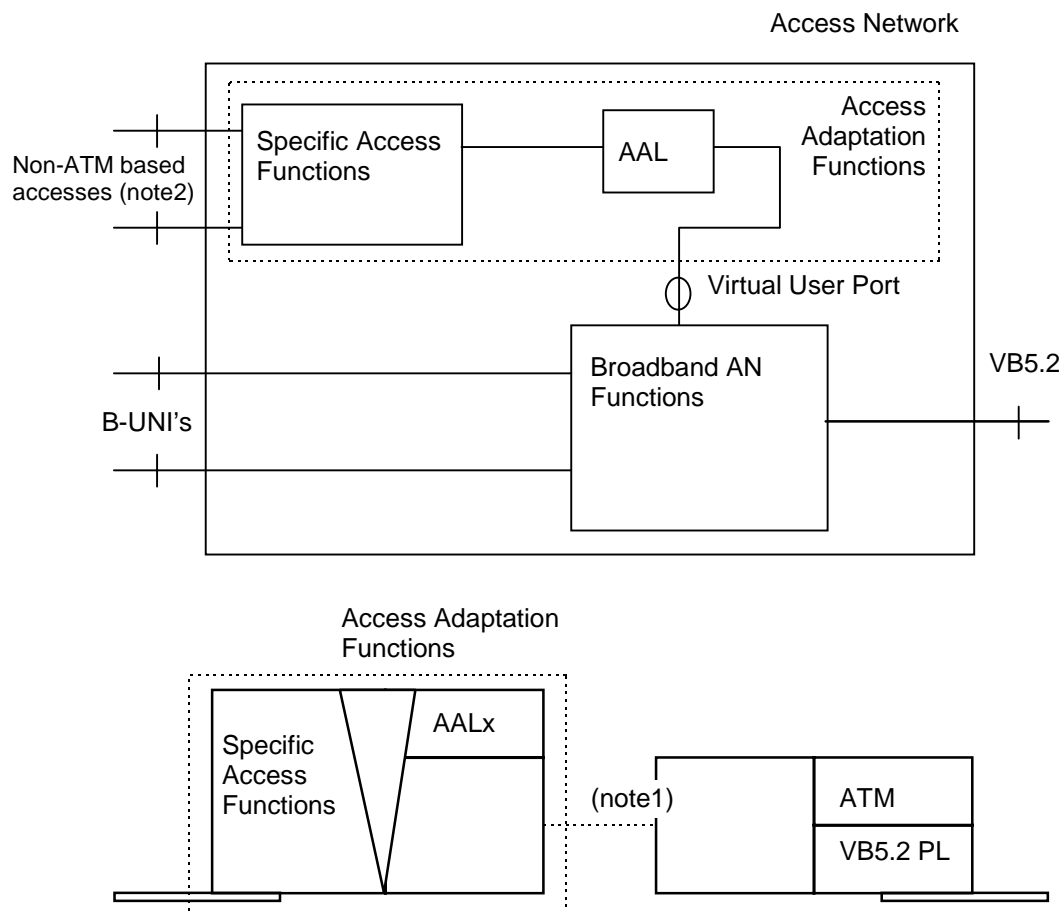 Access Network
Access
Adaptation
Functions
Specific Access
Functions
AAL
Non-ATM based
accesses (note2)
Virtual User Port
Broadband AN
Functions
VB5.2
B-UNI's
Access Adaptation
Functions
AALx
Specific
Access
Functions
(note1)
ATM
VB5.2 PL